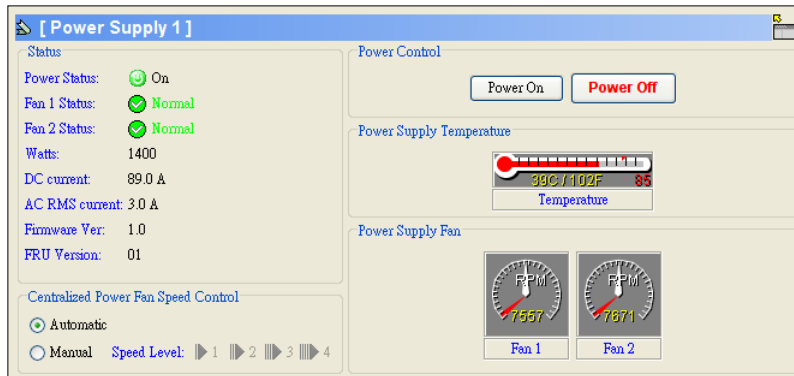 [ Power Supply 1 ]
Status
Power Status: On
Fan 1 Status: Normal
Fan 2 Status: Normal
Watts: 1400
DC current: 89.0 A
AC RMS current: 3.0 A
Firmware Ver: 1.0
FRU Version: 01
Centralized Power Fan Speed Control
Automatic
Manual Speed Level: 1 2 3 4
Power Control
Power On Power Off
Power Supply Temperature
39C / 102F 85
Temperature
Power Supply Fan
RPM RPM
7557 7671
Fan 1 Fan 2